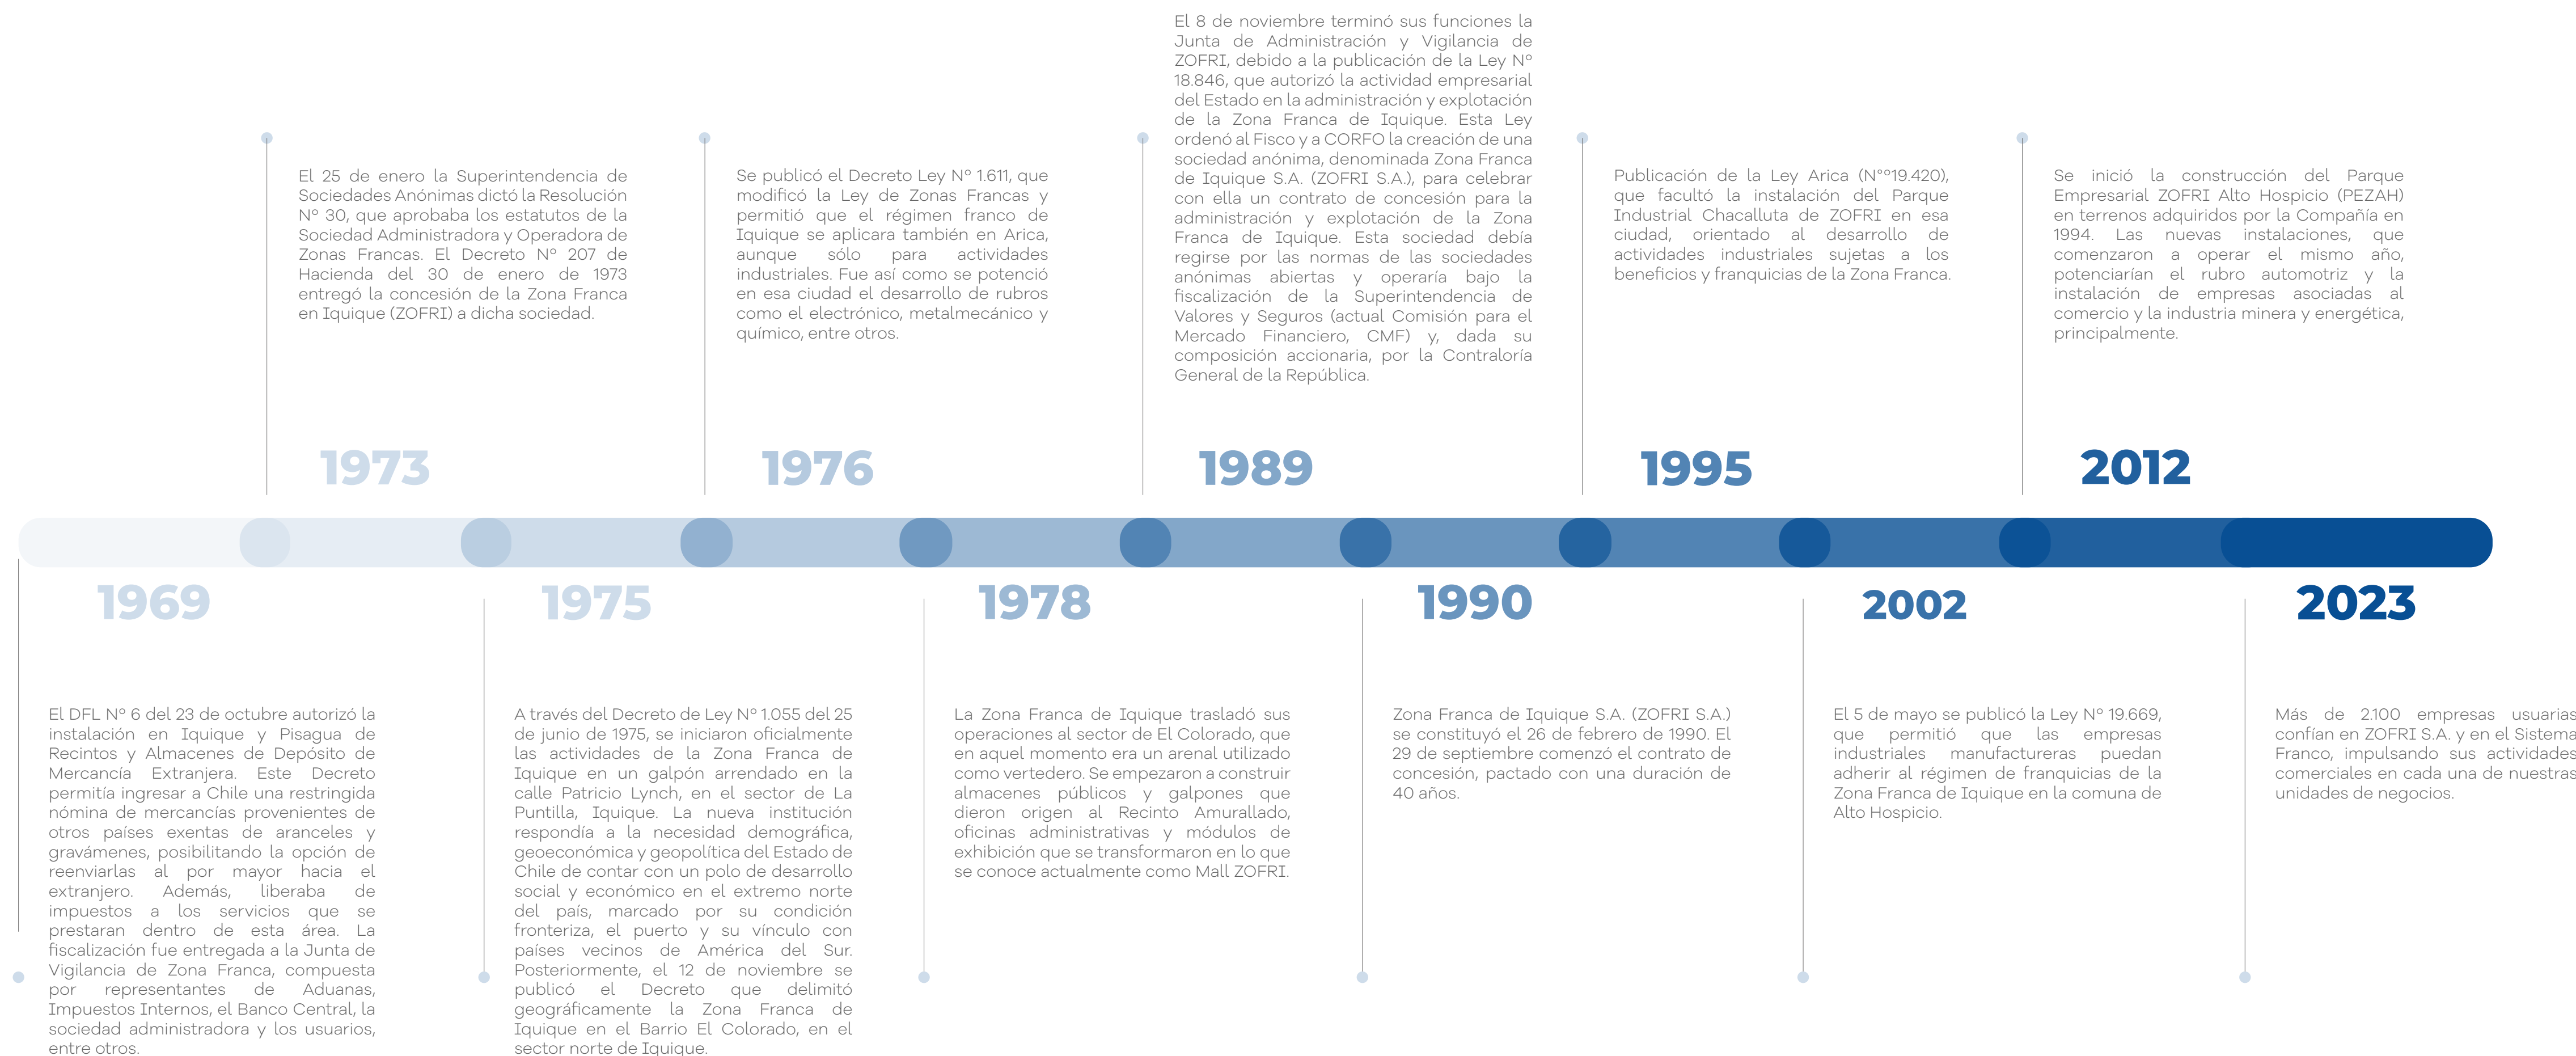 El 25 de enero la Superintendencia de
Sociedades Anónimas dictó la Resolución
Nº 30, que aprobaba los estatutos de la
Sociedad Administradora y Operadora de
Zonas Francas. El Decreto Nº 207 de
Hacienda del 30 de enero de 1973
entregó la concesión de la Zona Franca
en Iquique (ZOFRI) a dicha sociedad.
1973
Se publicó el Decreto Ley Nº 1.611, que
modificó la Ley de Zonas Francas y
permitió que el régimen franco de
Iquique se aplicara también en Arica,
aunque sólo para actividades
industriales. Fue así como se potenció
en esa ciudad el desarrollo de rubros
como el electrónico, metalmecánico y
químico, entre otros.
1976
El 8 de noviembre terminó sus funciones la
Junta de Administración y Vigilancia de
ZOFRI, debido a la publicación de la Ley Nº
18.846, que autorizó la actividad empresarial
del Estado en la administración y explotación
de la Zona Franca de Iquique. Esta Ley
ordenó al Fisco y a CORFO la creación de una
sociedad anónima, denominada Zona Franca
de Iquique S.A. (ZOFRI S.A.), para celebrar
con ella un contrato de concesión para la
administración y explotación de la Zona
Franca de Iquique. Esta sociedad debía
regirse por las normas de las sociedades
anónimas abiertas y operaría bajo la
fiscalización de la Superintendencia de
Valores y Seguros (actual Comisión para el
Mercado Financiero, CMF) y, dada su
composición accionaria, por la Contraloría
General de la República.
1989
Publicación de la Ley Arica (N°º19.420),
que facultó la instalación del Parque
Industrial Chacalluta de ZOFRI en esa
ciudad, orientado al desarrollo de
actividades industriales sujetas a los
beneficios y franquicias de la Zona Franca.
1995
Se inició la construcción del Parque
Empresarial ZOFRI Alto Hospicio (PEZAH)
en terrenos adquiridos por la Compañía en
1994. Las nuevas instalaciones, que
comenzaron a operar el mismo año,
potenciarían el rubro automotriz y la
instalación de empresas asociadas al
comercio y la industria minera y energética,
principalmente.
2012
1969
El DFL Nº 6 del 23 de octubre autorizó la
instalación en Iquique y Pisagua de
Recintos y Almacenes de Depósito de
Mercancía Extranjera. Este Decreto
permitía ingresar a Chile una restringida
nómina de mercancías provenientes de
otros países exentas de aranceles y
gravámenes, posibilitando la opción de
reenviarlas al por mayor hacia el
extranjero. Además, liberaba de
impuestos a los servicios que se
prestaran dentro de esta área. La
fiscalización fue entregada a la Junta de
Vigilancia de Zona Franca, compuesta
por representantes de Aduanas,
Impuestos Internos, el Banco Central, la
sociedad administradora y los usuarios,
entre otros.
1975
A través del Decreto de Ley Nº 1.055 del 25
de junio de 1975, se iniciaron oficialmente
las actividades de la Zona Franca de
Iquique en un galpón arrendado en la
calle Patricio Lynch, en el sector de La
Puntilla, Iquique. La nueva institución
respondía a la necesidad demográfica,
geoeconómica y geopolítica del Estado de
Chile de contar con un polo de desarrollo
social y económico en el extremo norte
del país, marcado por su condición
fronteriza, el puerto y su vínculo con
países vecinos de América del Sur.
Posteriormente, el 12 de noviembre se
publicó el Decreto que delimitó
geográficamente la Zona Franca de
Iquique en el Barrio El Colorado, en el
sector norte de Iquique.
1978
La Zona Franca de Iquique trasladó sus
operaciones al sector de El Colorado, que
en aquel momento era un arenal utilizado
como vertedero. Se empezaron a construir
almacenes públicos y galpones que
dieron origen al Recinto Amurallado,
oficinas administrativas y módulos de
exhibición que se transformaron en lo que
se conoce actualmente como Mall ZOFRI.
1990
Zona Franca de Iquique S.A. (ZOFRI S.A.)
se constituyó el 26 de febrero de 1990. El
29 de septiembre comenzó el contrato de
concesión, pactado con una duración de
40 años.
2002
El 5 de mayo se publicó la Ley Nº 19.669,
que permitió que las empresas
industriales manufactureras puedan
adherir al régimen de franquicias de la
Zona Franca de Iquique en la comuna de
Alto Hospicio.
2023
Más de 2.100 empresas usuarias
confían en ZOFRI S.A. y en el Sistema
Franco, impulsando sus actividades
comerciales en cada una de nuestras
unidades de negocios.